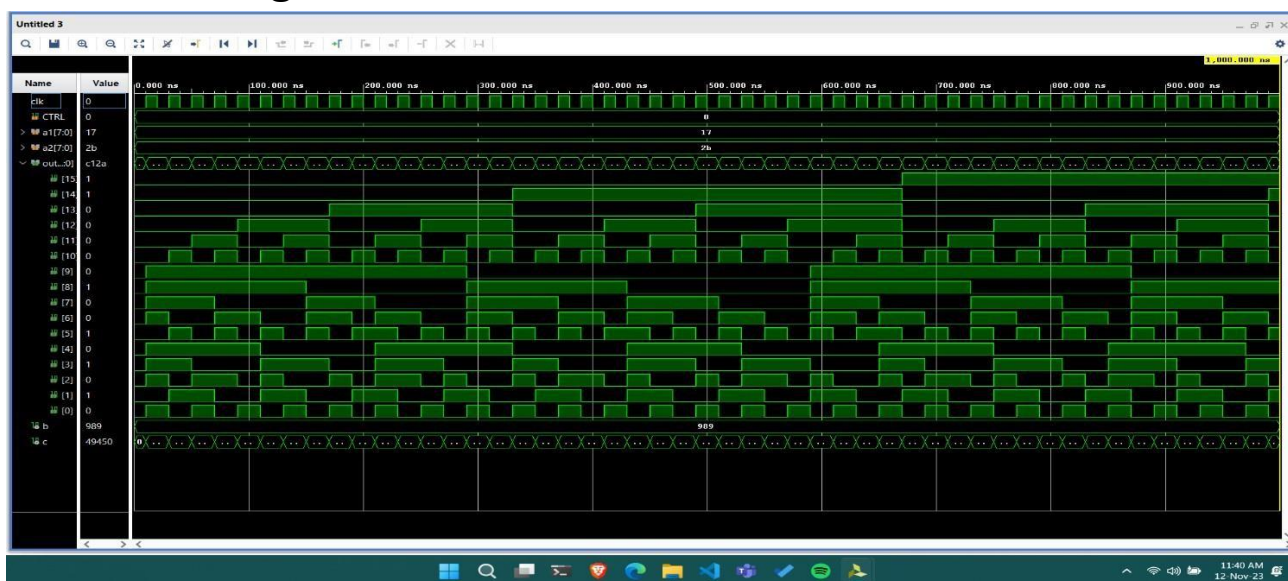 Untitled 3
1,000.000 ns
Name Value 0.000 ns 100.000 ns 200.000 ns 300.000 ns 400.000 ns 500.000 ns 600.000 ns 700.000 ns 800.000 ns 900.000 ns
clk 0
CTRL 0 0
a1[7:0] 17 17
a2[7:0] 2b 2b
out...:0] c12a
[15 1
[14 1
[13 0
[12 0
[11 0
[10 0
[9] 0
[8] 1
[7] 0
[6] 0
[5] 1
[4] 0
[3] 1
[2] 0
[1] 1
[0] 0
b 989 989
c 49450 0
11:40 AM
12-Nov-23